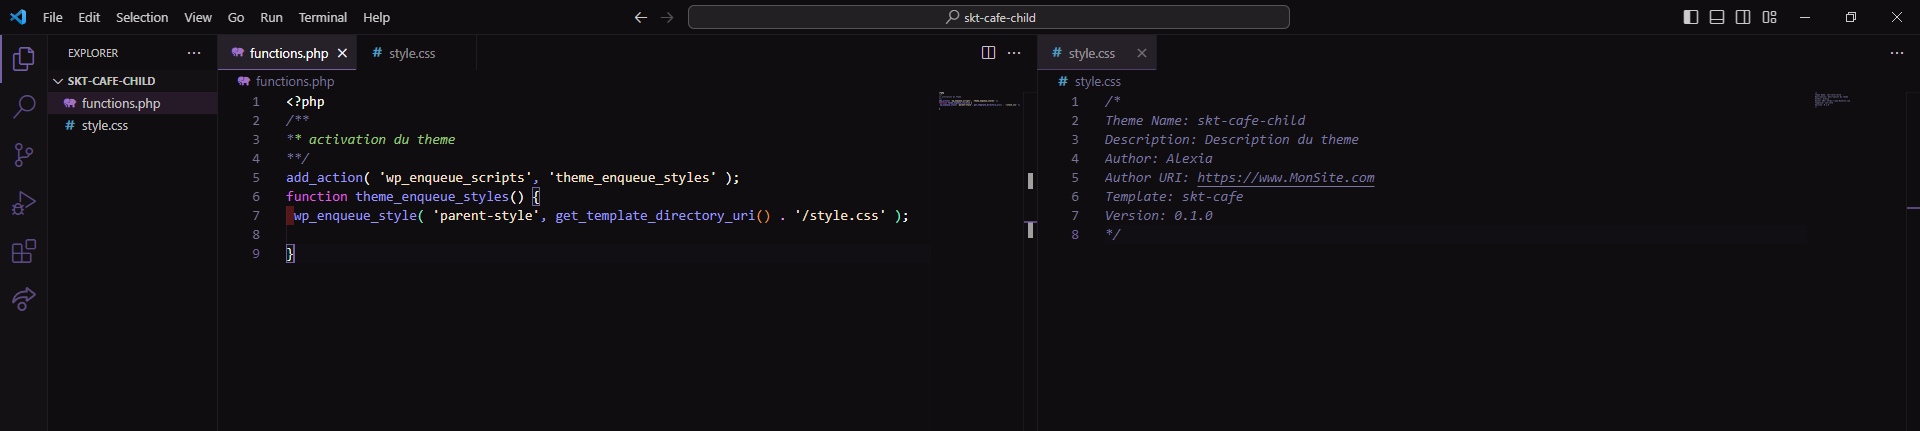 File Edit Selection View Go Run Terminal Help
skt-cafe-child
EXPLORER
SKT-CAFE-CHILD
functions.php
style.css
functions.php
style.css
functions.php
1 <?php
2 /**
3 ** activation du theme
4 **/
5 add_action( 'wp_enqueue_scripts', 'theme_enqueue_styles' );
6 function theme_enqueue_styles() {
7 wp_enqueue_style( 'parent-style', get_template_directory_uri() . '/style.css' );
8
9 }
style.css
style.css
1 /*
2 Theme Name: skt-cafe-child
3 Description: Description du theme
4 Author: Alexia
5 Author URI: https://www.MonSite.com
6 Template: skt-cafe
7 Version: 0.1.0
8 */